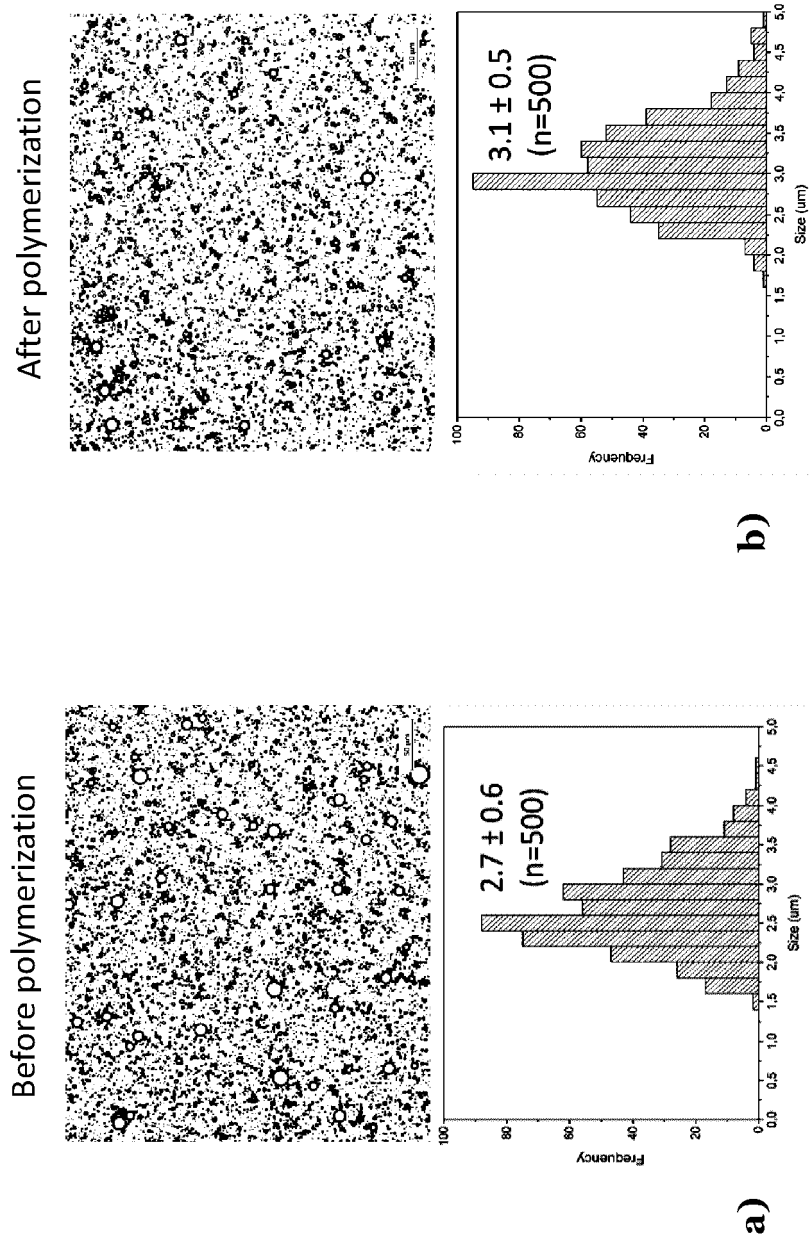 Before polymerization
50 µm
100
80
60
40
20
0
Frequency
2.7 ± 0.6
(n=500)
0.0 0.5 1.0 1.5 2.0 2.5 3.0 3.5 4.0 4.5 5.0
Size (um)
a)
After polymerization
50 µm
100
80
60
40
20
0
Frequency
3.1 ± 0.5
(n=500)
0.0 0.5 1.0 1.5 2.0 2.5 3.0 3.5 4.0 4.5 5.0
Size (um)
b)